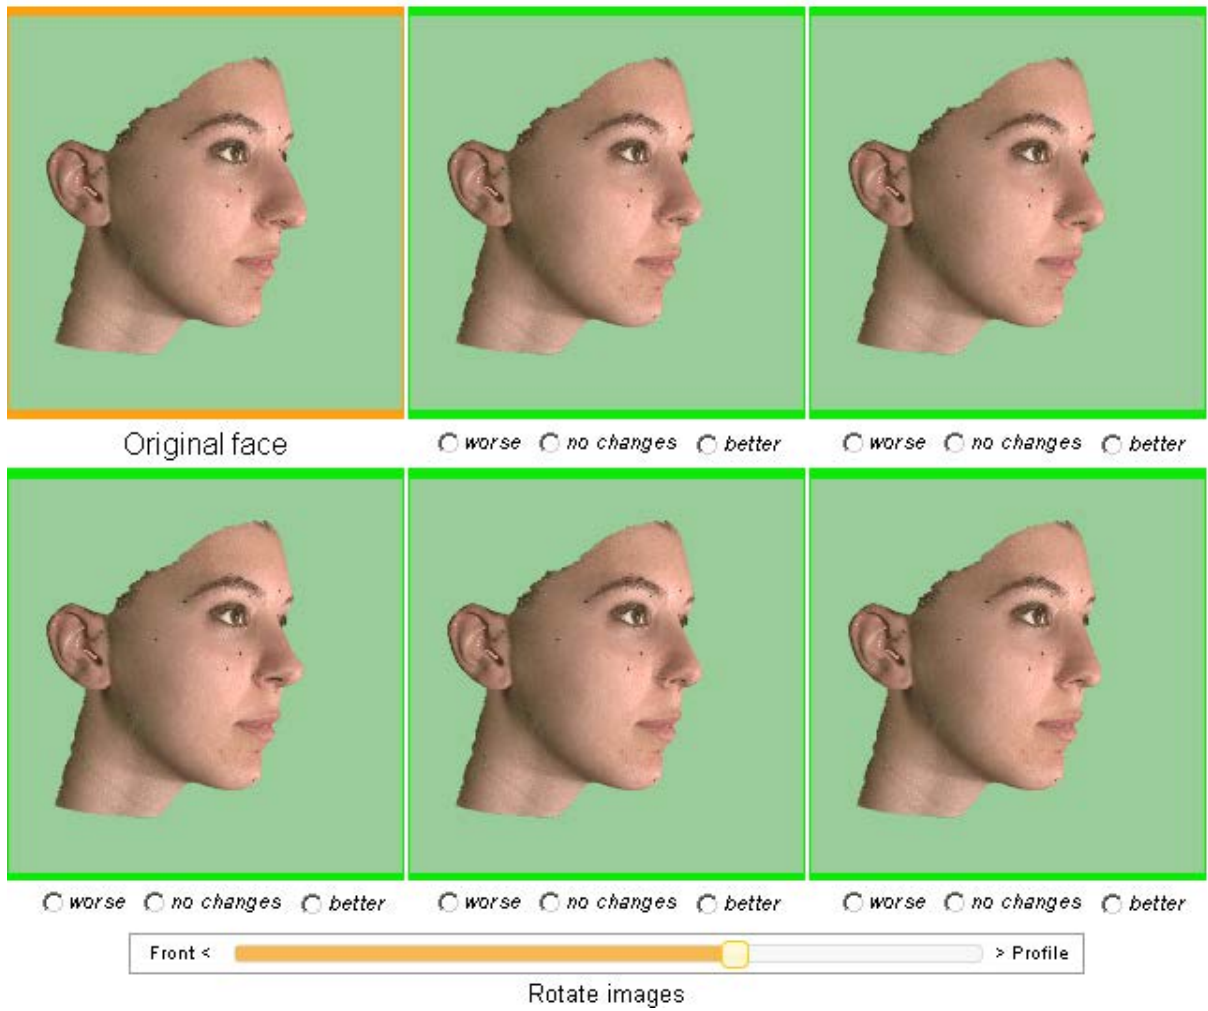 Original face
worse no changes better
worse no changes better
worse no changes better
worse no changes better
worse no changes better
Front < > Profile
Rotate images